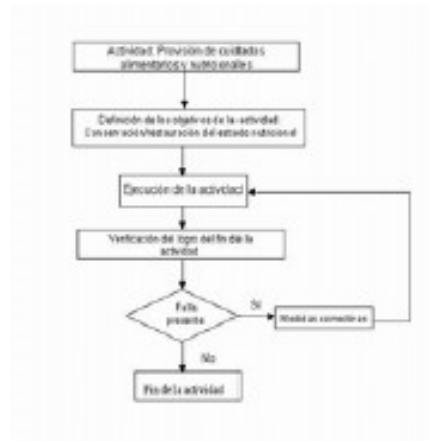 Actividad: Provisión de cuidados
alimentarios y nutricionales
Definición de los objetivos de la actividad:
Conservación/restauración del estado nutricional
Ejecución de la actividad
Verificación del logro del fin de la
actividad
Falla
presente
Si
Medidas correctivas
No
Fin de la actividad